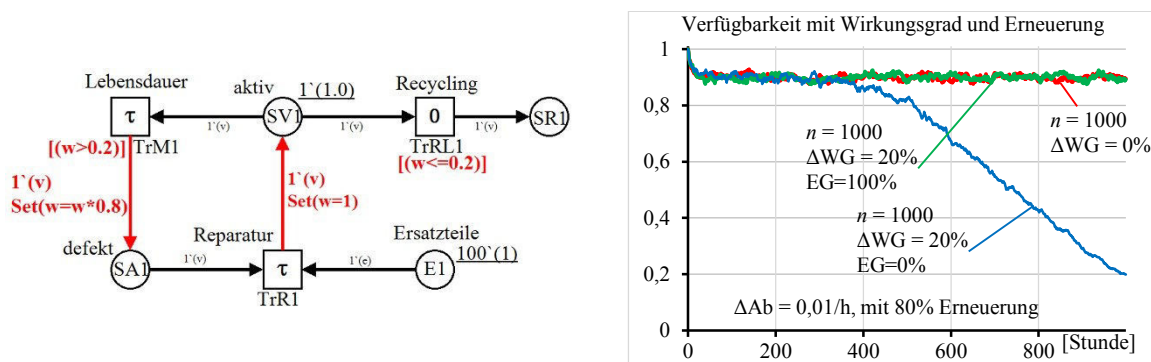 Lebensdauer
aktiv
1`(1.0)
Recycling
τ
1`(v)
SV1
1`(v)
0
1`(v)
SR1
[(w>0.2)]
TrM1
TrRL1
[(w<=0.2)]
1`(v)
Set(w=w*0.8)
1`(v)
Set(w=1)
defekt
Reparatur
Ersatzteile
SA1
1`(v)
τ
1`(e)
E1
100`(1)
TrR1
Verfügbarkeit mit Wirkungsgrad und Erneuerung
1
0,8
0,6
0,4
0,2
0
n = 1000
ΔWG = 20%
EG=100%
n = 1000
ΔWG = 0%
n = 1000
ΔWG = 20%
EG=0%
ΔAb = 0,01/h, mit 80% Erneuerung
[Stunde]
0
200
400
600
800